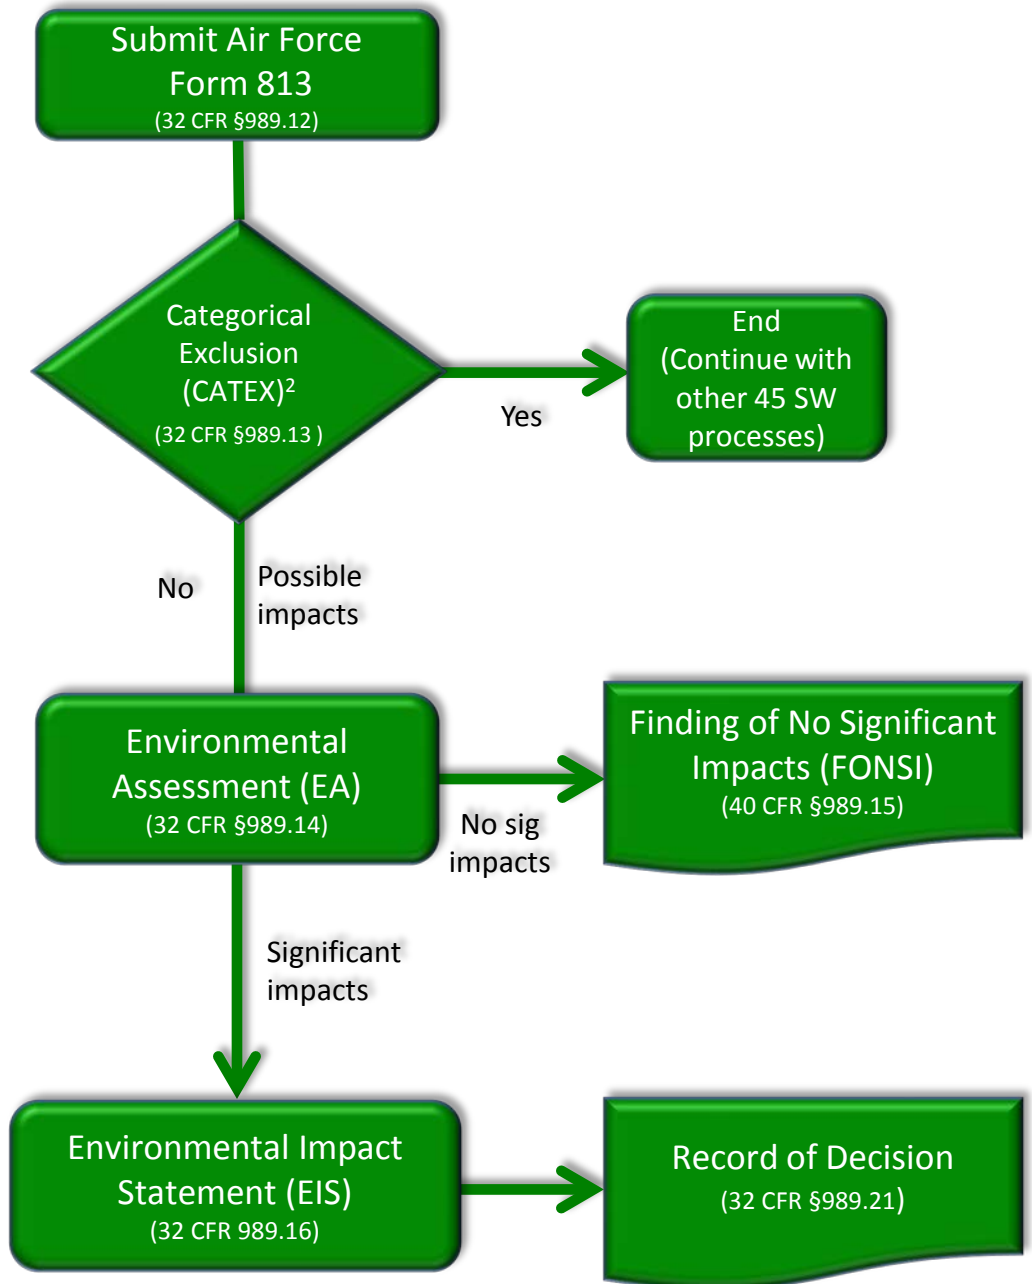 Submit Air Force
Form 813
(32 CFR §989.12)
Categorical
Exclusion
(CATEX)²
(32 CFR §989.13 )
Yes
End
(Continue with
other 45 SW
processes)
No
Possible
impacts
Environmental
Assessment (EA)
(32 CFR §989.14)
No sig
impacts
Finding of No Significant
Impacts (FONSI)
(40 CFR §989.15)
Significant
impacts
Environmental Impact
Statement (EIS)
(32 CFR 989.16)
Record of Decision
(32 CFR §989.21)